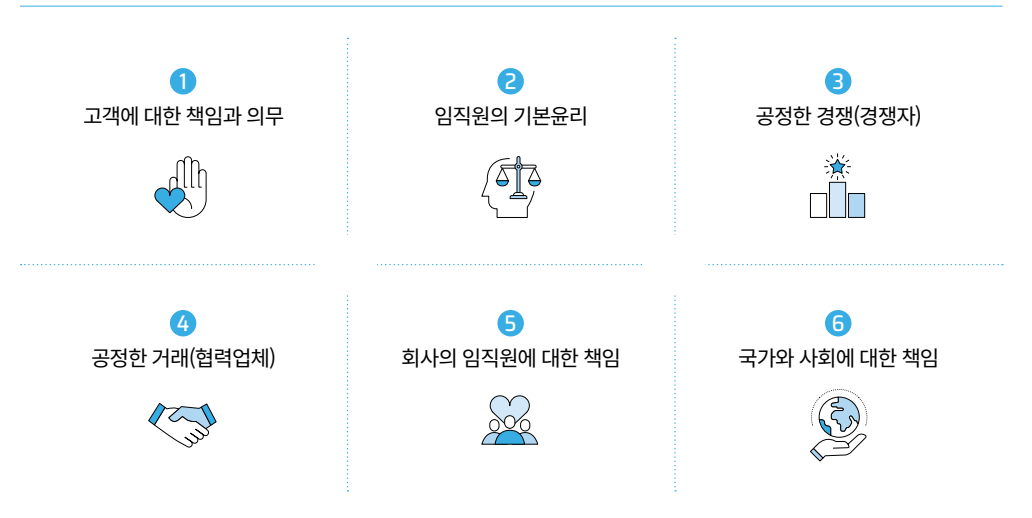 1
고객에 대한 책임과 의무
2
임직원의 기본윤리
3
공정한 경쟁(경쟁자)
4
공정한 거래(협력업체)
5
회사의 임직원에 대한 책임
6
국가와 사회에 대한 책임